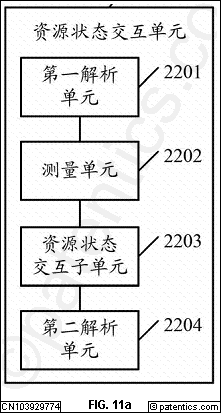 资源状态交互单元
第一解析
单元
2201
测量单元
2202
资源状态
交互子单元
2203
第二解析
单元
2204
CN103929774
FIG. 11a
© patentics.com
© patentics.com